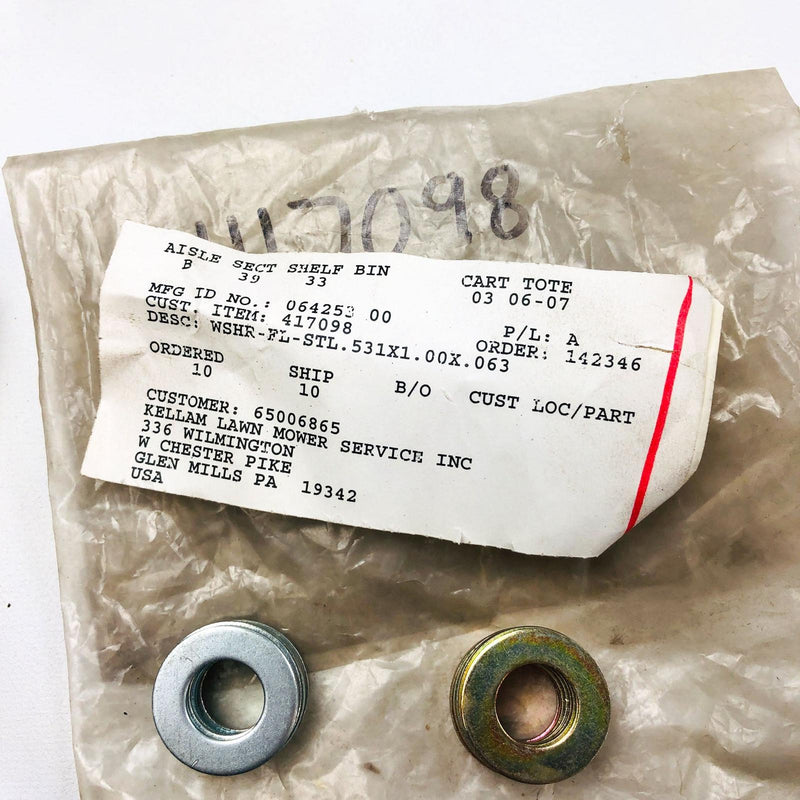 417098
AISLE SECT SHELF BIN CART TOTE
B 39 33 03 06-07
MFG ID NO.: 064253 00 P/L: A
CUST. ITEM: 417098 ORDER: 142346
DESC: WSHR-FL-STL.531X1.00X.063
ORDERED SHIP B/O CUST LOC/PART
10 10
CUSTOMER: 65006865
KELLAM LAWN MOWER SERVICE INC
336 WILMINGTON
W CHESTER PIKE
GLEN MILLS PA 19342
USA